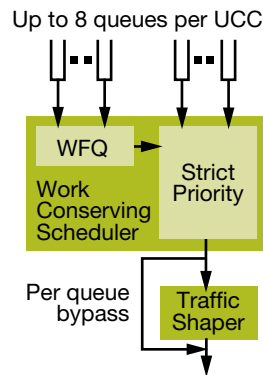 Up to 8 queues per UCC
WFQ
Strict
Priority
Work
Conserving
Scheduler
Per queue
bypass
Traffic
Shaper